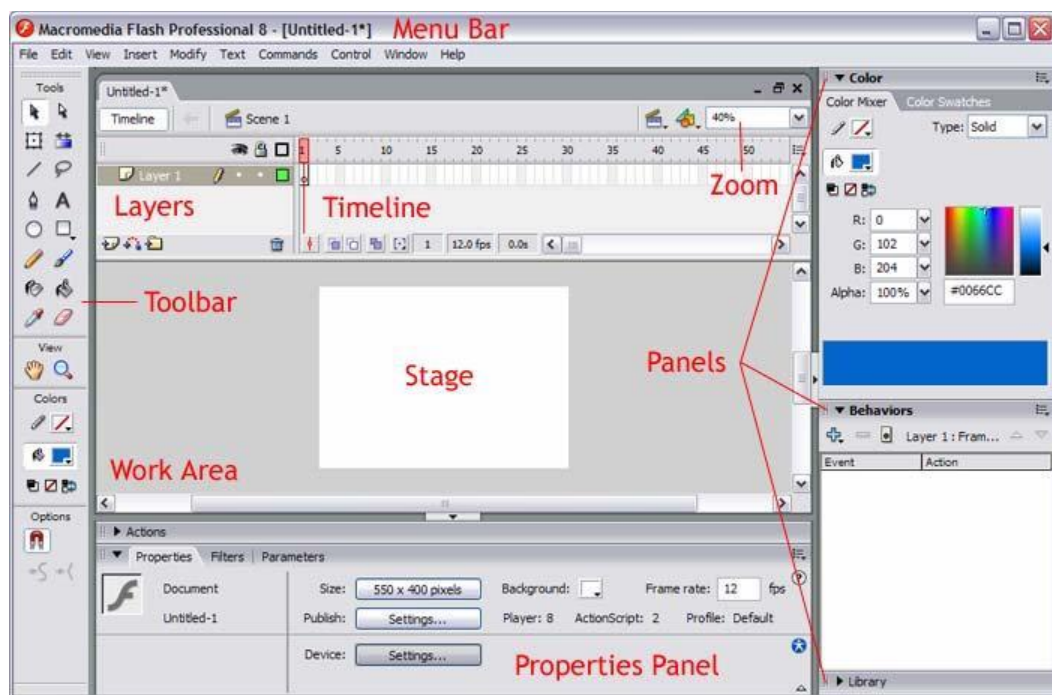 Macromedia Flash Professional 8 - [Untitled-1*] Menu Bar
File Edit View Insert Modify Text Commands Control Window Help
Tools
Untitled-1*
Timeline Scene 1 40%
1 5 10 15 20 25 30 35 40 45 50
Layer 1
Layers
Timeline
Zoom
1 12.0 fps 0.0s
Toolbar
View
Colors
Options
Stage
Work Area
Panels
Actions
Properties Filters Parameters
Document
Untitled-1
Size: 550 x 400 pixels Background: Frame rate: 12 fps
Publish: Settings... Player: 8 ActionScript: 2 Profile: Default
Device: Settings...
Properties Panel
Color
Color Mixer Color Swatches
Type: Solid
R: 0
G: 102
B: 204
Alpha: 100% #0066CC
Behaviors
Layer 1 : Fram...
Event Action
Library